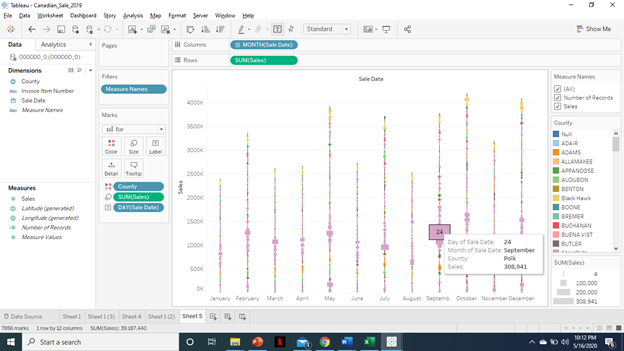 Tableau - Canadian_Sale_2019
File Data Worksheet Dashboard Story Analysis Map Format Server Window Help
Standard
Show Me
Data Analytics
000000_0 (000000_0)
Dimensions
County
Invoice Item Number
Sale Date
Measure Names
Measures
Sales
Latitude (generated)
Longitude (generated)
Number of Records
Measure Values
Pages
Filters
Measure Names
Marks
Bar
Color Size Label
Detail Tooltip
County
SUM(Sales)
DAY(Sale Date)
Columns MONTH(Sale Date)
Rows SUM(Sales)
Sale Date
Sales
4000K
3500K
3000K
2500K
2000K
1500K
1000K
500K
0K
January February March April May June July August Septemb.. October November December
24
Day of Sale Date: 24
Month of Sale Date: September
County: Polk
Sales: 308,941
Measure Names
(All)
Number of Records
Sales
County
Null
ADAIR
ADAMS
ALLAMAKEE
APPANOOSE
AUDUBON
BENTON
Black Hawk
BOONE
BREMER
BUCHANAN
BUENA VIST
BUTLER
SUM(Sales)
4
100,000
200,000
308,941
Data Source Sheet 1 Sheet 1 (3) Sheet 4 Sheet 1 (2) Sheet 5
7856 marks 1 row by 12 columns SUM(Sales): 39,187,440
Start a search
10:12 PM
5/16/2020